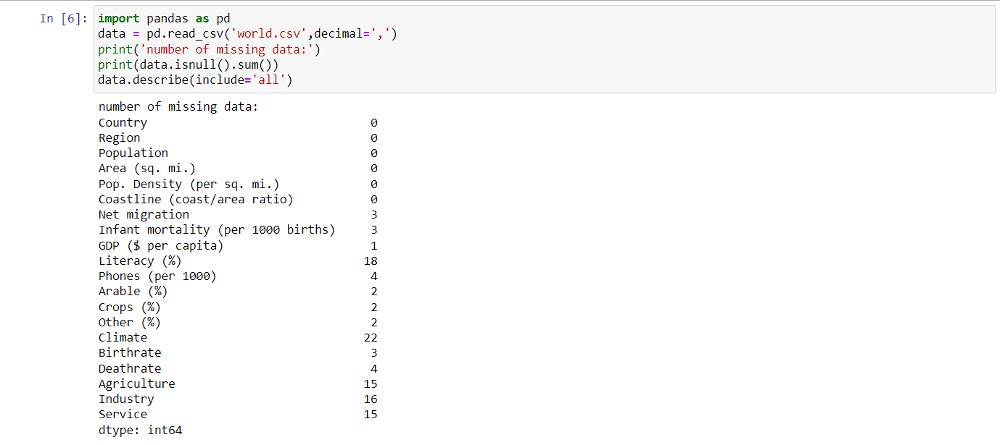 In [6]: import pandas as pd
data = pd.read_csv('world.csv',decimal=',')
print('number of missing data:')
print(data.isnull().sum())
data.describe(include='all')
number of missing data:
Country 0
Region 0
Population 0
Area (sq. mi.) 0
Pop. Density (per sq. mi.) 0
Coastline (coast/area ratio) 0
Net migration 3
Infant mortality (per 1000 births) 3
GDP ($ per capita) 1
Literacy (%) 18
Phones (per 1000) 4
Arable (%) 2
Crops (%) 2
Other (%) 2
Climate 22
Birthrate 3
Deathrate 4
Agriculture 15
Industry 16
Service 15
dtype: int64